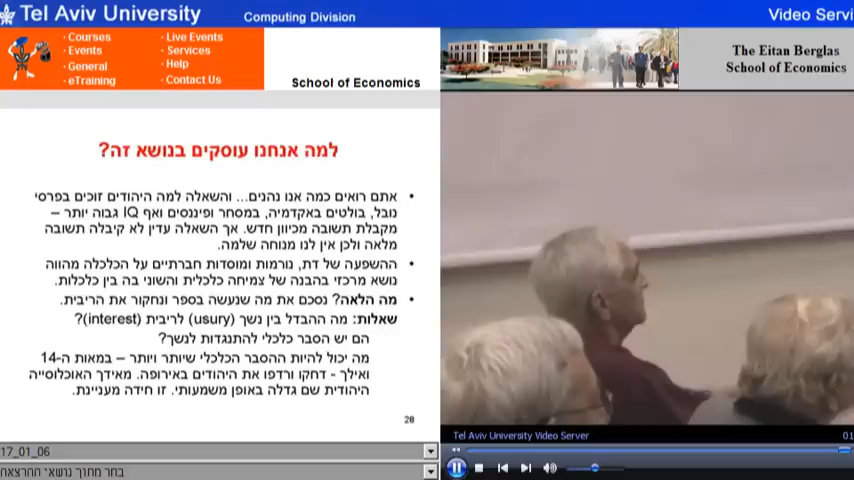 Tel Aviv University
Computing Division
Video Servi
· Courses
· Events
· General
· eTraining
· Live Events
· Services
· Help
· Contact Us
School of Economics
The Eitan Berglas
School of Economics
למה אנחנו עוסקים בנושא זה?
• אתם רואים כמה אנו נהנים... והשאלה למה היהודים זוכים בפרסי
נובל, בולטים באקדמיה, במסחר ופיננסים ואף IQ גבוה יותר –
מקבלת תשובה מכיוון חדש. אך השאלה עדין לא קיבלה תשובה
מלאה ולכן אין לנו מנוחה שלמה.
• ההשפעה של דת, נורמות ומוסדות חברתיים על הכלכלה מהווה
נושא מרכזי בהבנה של צמיחה כלכלית והשוני בה בין כלכלות.
• מה הלאה? נסכם את מה שנעשה בספר ונחקור את הריבית.
שאלות: מה ההבדל בין נשך (usury) לריבית (interest)?
הם יש הסבר כלכלי להתנגדות לנשך?
מה יכול להיות ההסבר הכלכלי שיותר ויותר – במאות ה-14
ואילך - דחקו ורדפו את היהודים באירופה. מאידך האוכלוסייה
היהודית שם גדלה באופן משמעותי. זו חידה מעניינת.
28
17_01_06
בחר מתוך נושאי ההרצאה
Tel Aviv University Video Server
01